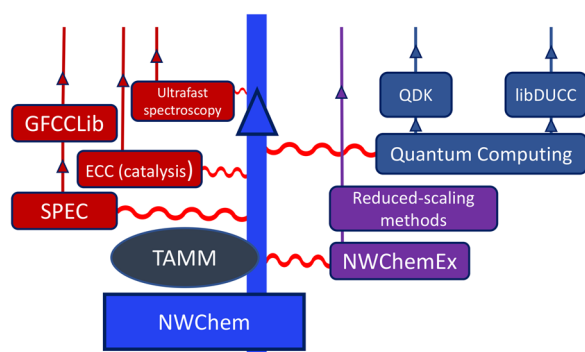 Ultrafast
spectroscopy
QDK
libDUCC
GFCCLib
Quantum Computing
ECC (catalysis)
SPEC
Reduced-scaling
methods
TAMM
NWChemEx
NWChem